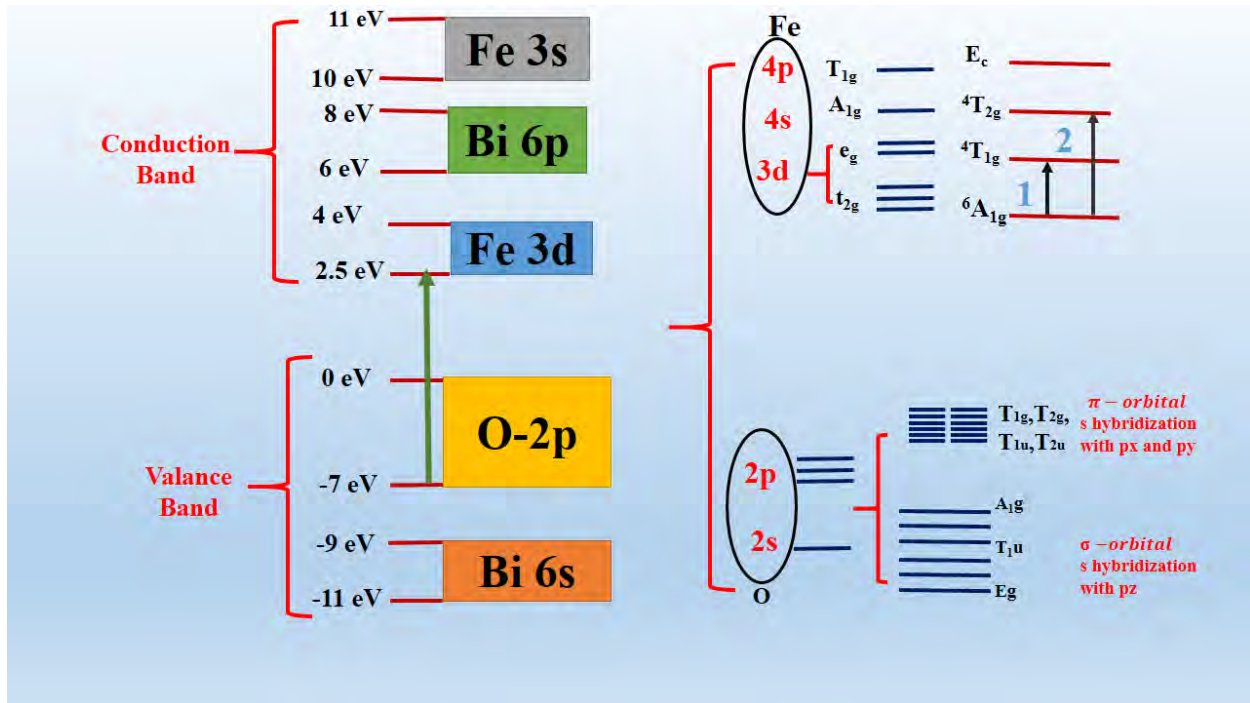 11 eV
Fe 3s
10 eV
8 eV
Bi 6p
6 eV
Conduction
Band
4 eV
Fe 3d
2.5 eV
0 eV
O-2p
-7 eV
Valance
Band
-9 eV
Bi 6s
-11 eV
Fe
4p
4s
3d
T1g
A1g
eg
t2g
Ec
4T2g
4T1g
6A1g
1
2
2p
2s
O
T1g,T2g,
T1u,T2u
π − orbital
s hybridization
with px and py
A1g
T1u
Eg
σ − orbital
s hybridization
with pz